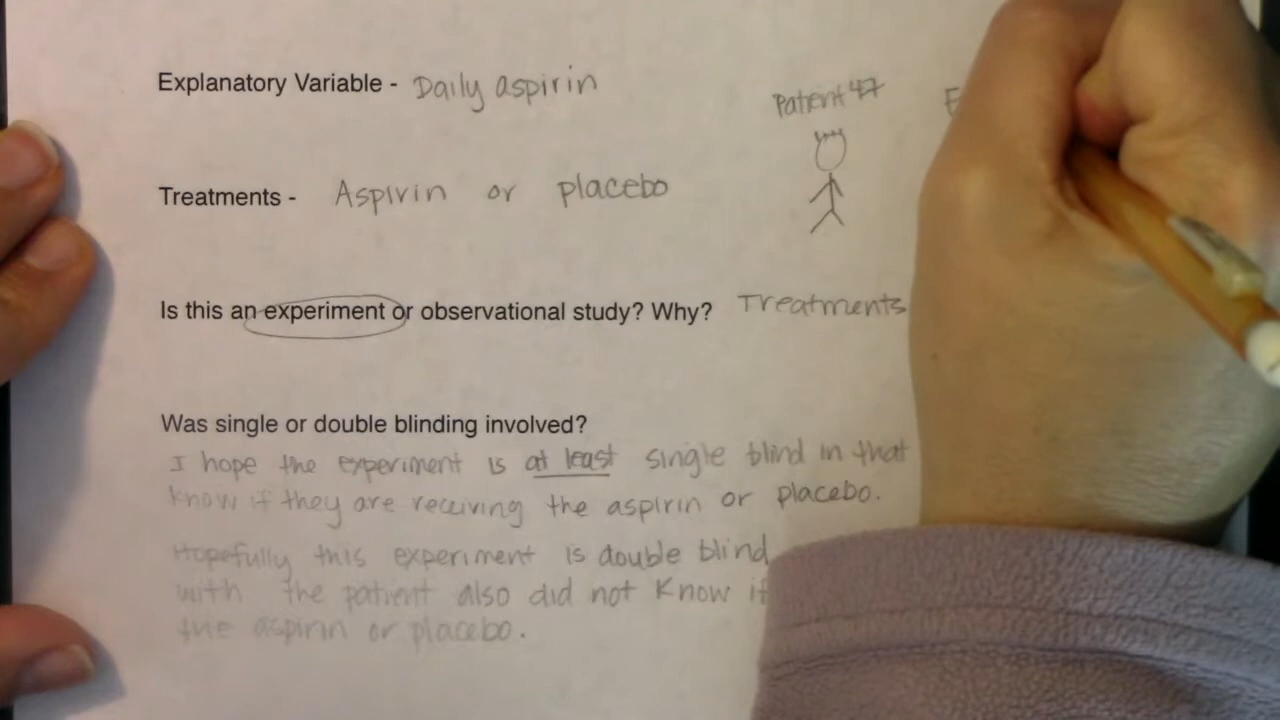 Explanatory Variable - Daily aspirin
Patient 47
Treatments - Aspirin or placebo
Is this an experiment or observational study? Why? Treatments
Was single or double blinding involved?
I hope the experiment is at least single blind in that
know if they are receiving the aspirin or placebo.
Hopefully this experiment is double blind
with the patient also did not know if
the aspirin or placebo.